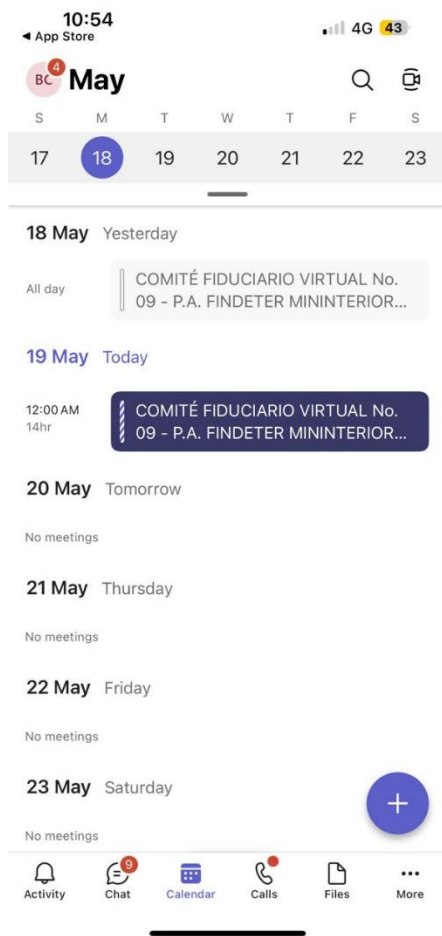 10:54
◀ App Store
4G 43
BC 4 May
S M T W T F S
17 18 19 20 21 22 23
18 May Yesterday
All day
COMITÉ FIDUCIARIO VIRTUAL No.
09 - P.A. FINDETER MININTERIOR...
19 May Today
12:00 AM
14hr
COMITÉ FIDUCIARIO VIRTUAL No.
09 - P.A. FINDETER MININTERIOR...
20 May Tomorrow
No meetings
21 May Thursday
No meetings
22 May Friday
No meetings
23 May Saturday
No meetings
9
Activity Chat Calendar Calls Files More